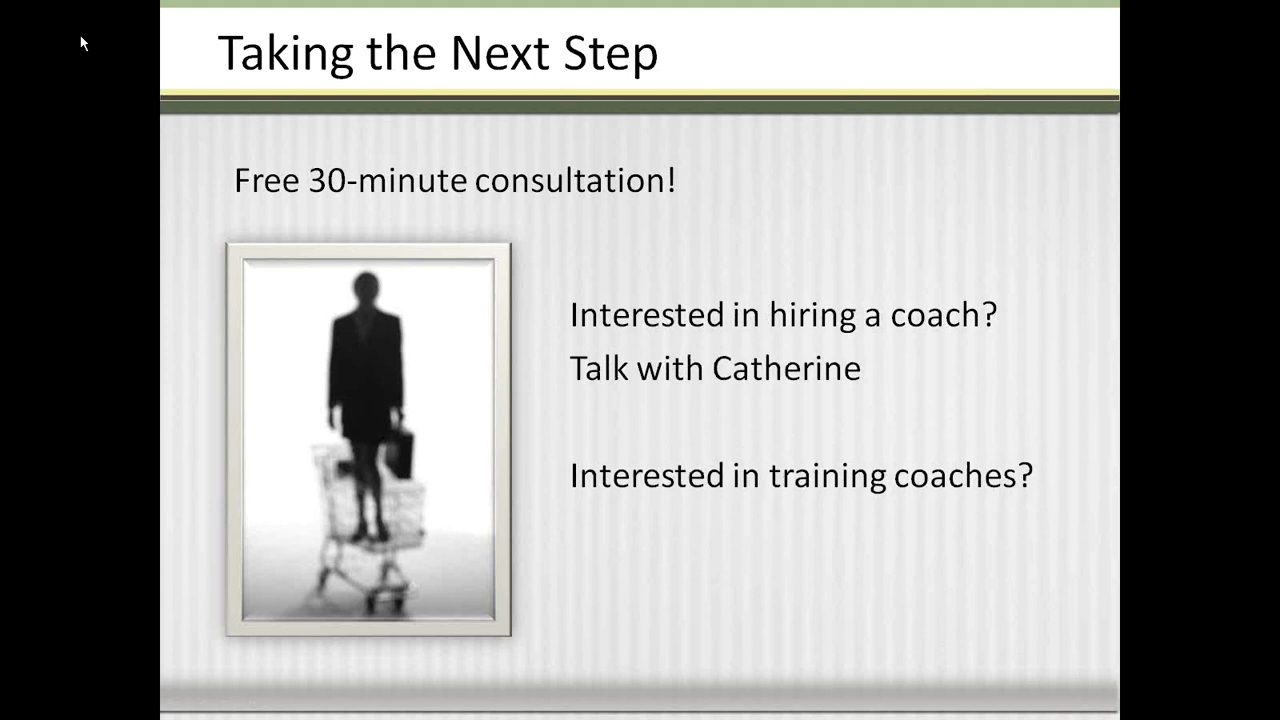 Taking the Next Step
Free 30-minute consultation!
Interested in hiring a coach?
Talk with Catherine
Interested in training coaches?